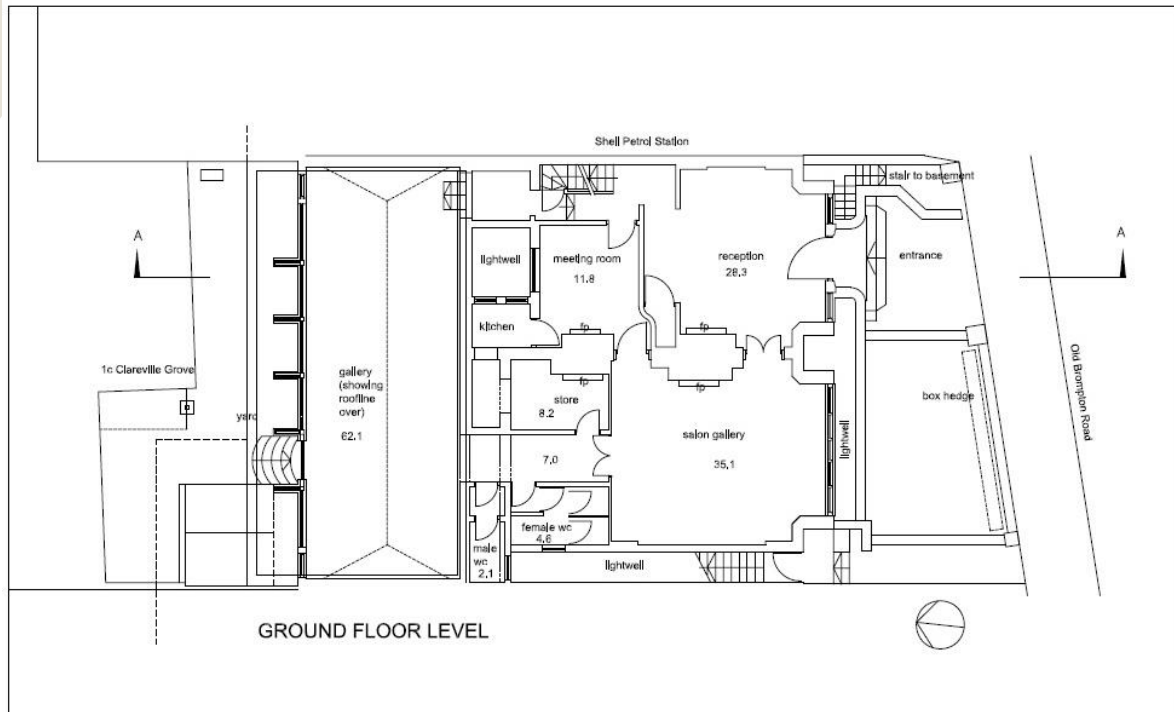 Shell Petrol Station
stair to basement
A
A
lightwell
meeting room
11.8
reception
28.3
entrance
fp
fp
kitchen
1c Clareville Grove
gallery
(showing
roofline
over)
62.1
yard
fp
store
8.2
fp
salon gallery
35.1
lightwell
box hedge
Old Brompton Road
7.0
female wc
4.6
male
wc
2.1
lightwell
GROUND FLOOR LEVEL